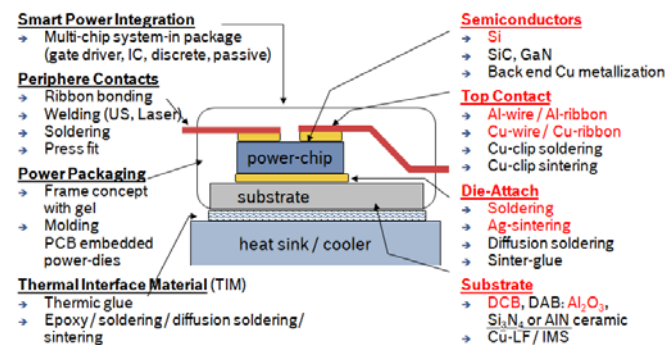 Smart Power Integration
→ Multi-chip system-in package
(gate driver, IC, discrete, passive)
Periphere Contacts
→ Ribbon bonding
→ Welding (US, Laser)
→ Soldering
→ Press fit
Power Packaging
→ Frame concept
with gel
→ Molding
PCB embedded
power-dies
Thermal Interface Material (TIM)
→ Thermic glue
→ Epoxy / soldering / diffusion soldering /
sintering
power-chip
substrate
heat sink / cooler
Semiconductors
→ Si
→ SiC, GaN
→ Back end Cu metallization
Top Contact
→ Al-wire / Al-ribbon
→ Cu-wire / Cu-ribbon
→ Cu-clip soldering
→ Cu-clip sintering
Die-Attach
→ Soldering
→ Ag-sintering
→ Diffusion soldering
→ Sinter-glue
Substrate
→ DCB, DAB: Al₂O₃,
Si₃N₄ or AlN ceramic
→ Cu-LF / IMS